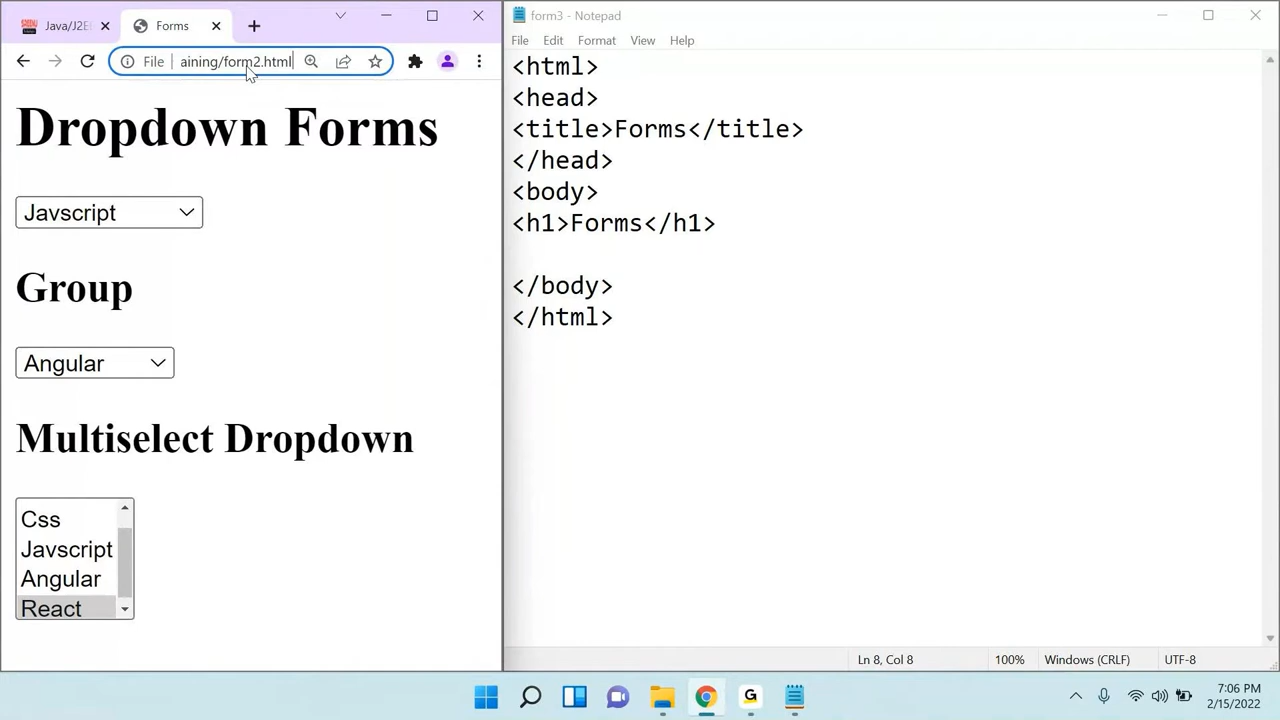 Java/J2E
Forms
File
aining/form2.html
Dropdown Forms
Javscript
Group
Angular
Multiselect Dropdown
Css
Javscript
Angular
React
form3 - Notepad
File Edit Format View Help
<html>
<head>
<title>Forms</title>
</head>
<body>
<h1>Forms</h1>
</body>
</html>
Ln 8, Col 8
100%
Windows (CRLF)
UTF-8
G
7:06 PM
2/15/2022